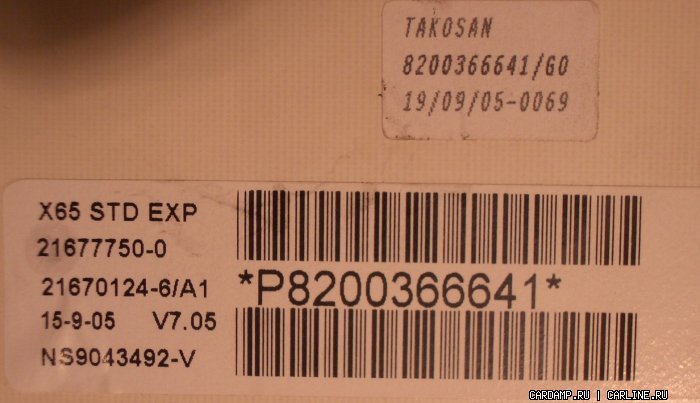 TAKOSAN
8200366641/G0
19/09/05-0069
X65 STD EXP
21677750-0
21670124-6/A1
*P8200366641*
15-9-05 V7.05
NS9043492-V
CARDAMP.RU | CARLINE.RU